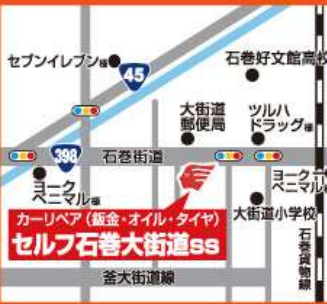 セブンイレブン様
45
石巻好文館高校
大街道
郵便局
ツルハ
ドラッグ様
398
石巻街道
ヨーク
ベニマル様
ヨーク
ベニマル様
カーリペア（鈑金・オイル・タイヤ）
セルフ石巻大街道SS
大街道小学校
石巻貨物線
釜大街道線